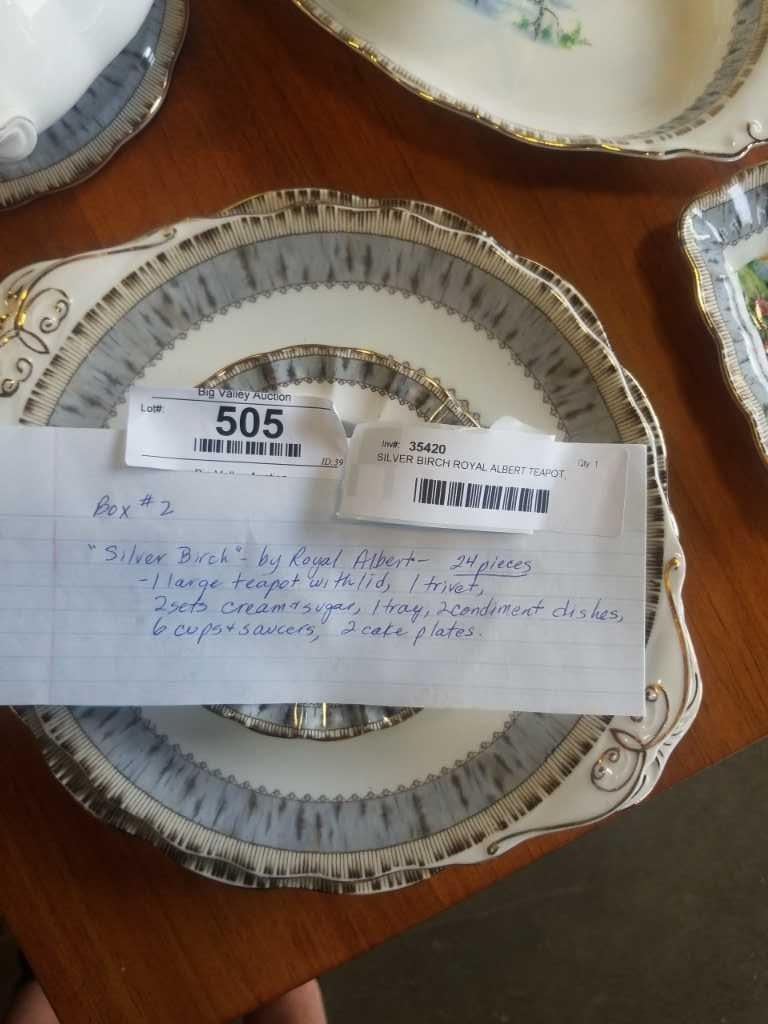 Big Valley Auction
Lot#:
505
ID:39
Inv#: 35420
Qty: 1
SILVER BIRCH ROYAL ALBERT TEAPOT,
Box # 2
"Silver Birch" - by Royal Albert - 24 pieces
- 1 large teapot with lid, 1 trivet,
2 sets cream & sugar, 1 tray, 2 condiment dishes,
6 cups + saucers, 2 cake plates.